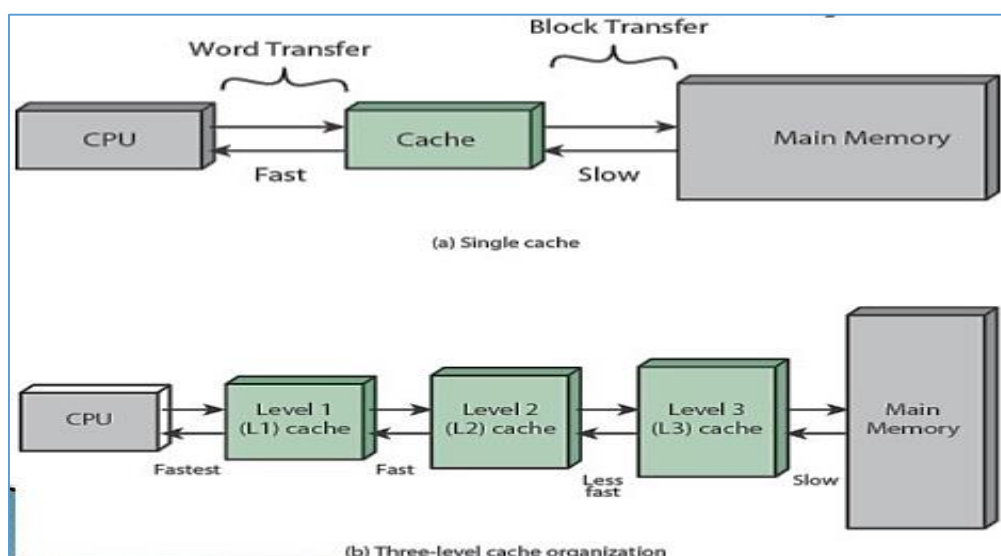 Block Transfer
Word Transfer
CPU
Cache
Main Memory
Fast
Slow
(a) Single cache
CPU
Level 1
(L1) cache
Level 2
(L2) cache
Level 3
(L3) cache
Main
Memory
Fastest
Fast
Less
fast
Slow
(b) Three-level cache organization